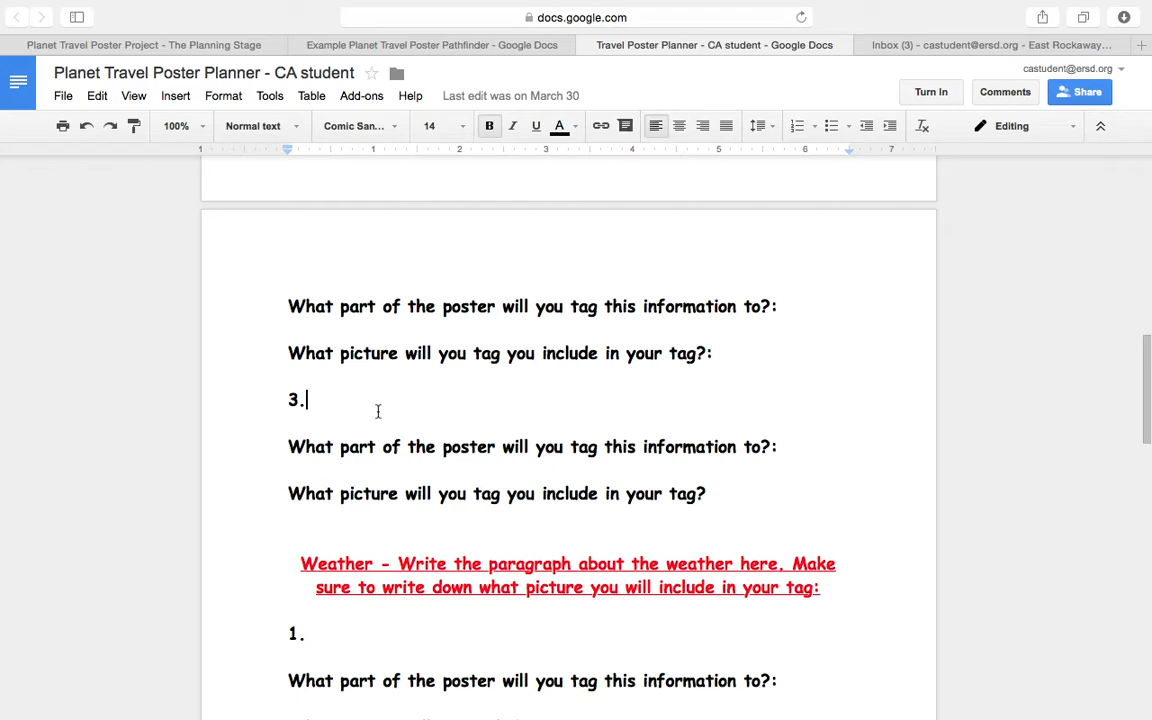 docs.google.com
Planet Travel Poster Project - The Planning Stage
Example Planet Travel Poster Pathfinder - Google Docs
Travel Poster Planner - CA student - Google Docs
Inbox (3) - castudent@ersd.org - East Rockaway...
Planet Travel Poster Planner - CA student
castudent@ersd.org
File Edit View Insert Format Tools Table Add-ons Help Last edit was on March 30
Turn In
Comments
Share
100% Normal text Comic San... 14 B I U A Editing
1 1 2 3 4 5 6 7
What part of the poster will you tag this information to?:
What picture will you tag you include in your tag?:
3.
What part of the poster will you tag this information to?:
What picture will you tag you include in your tag?
Weather - Write the paragraph about the weather here. Make
sure to write down what picture you will include in your tag:
1.
What part of the poster will you tag this information to?: